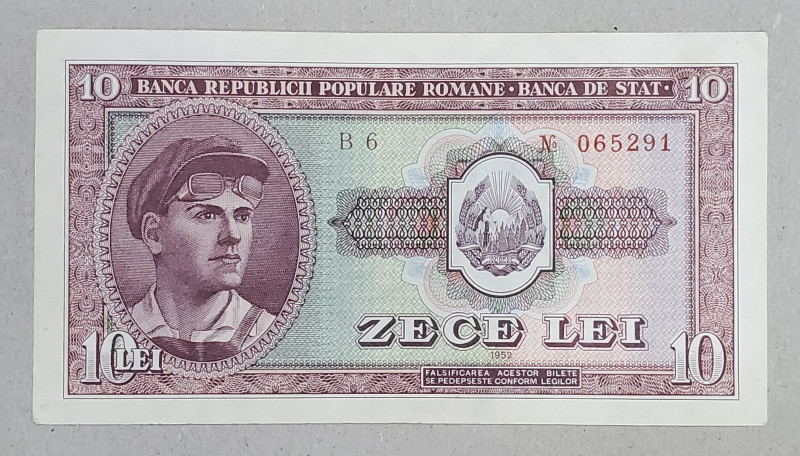 10 BANCA REPUBLICII POPULARE ROMANE · BANCA DE STAT · 10
B 6 № 065291
ZECE LEI
1952
10 LEI 10
FALSIFICAREA ACESTOR BILETE
SE PEDEPSESTE CONFORM LEGILOR